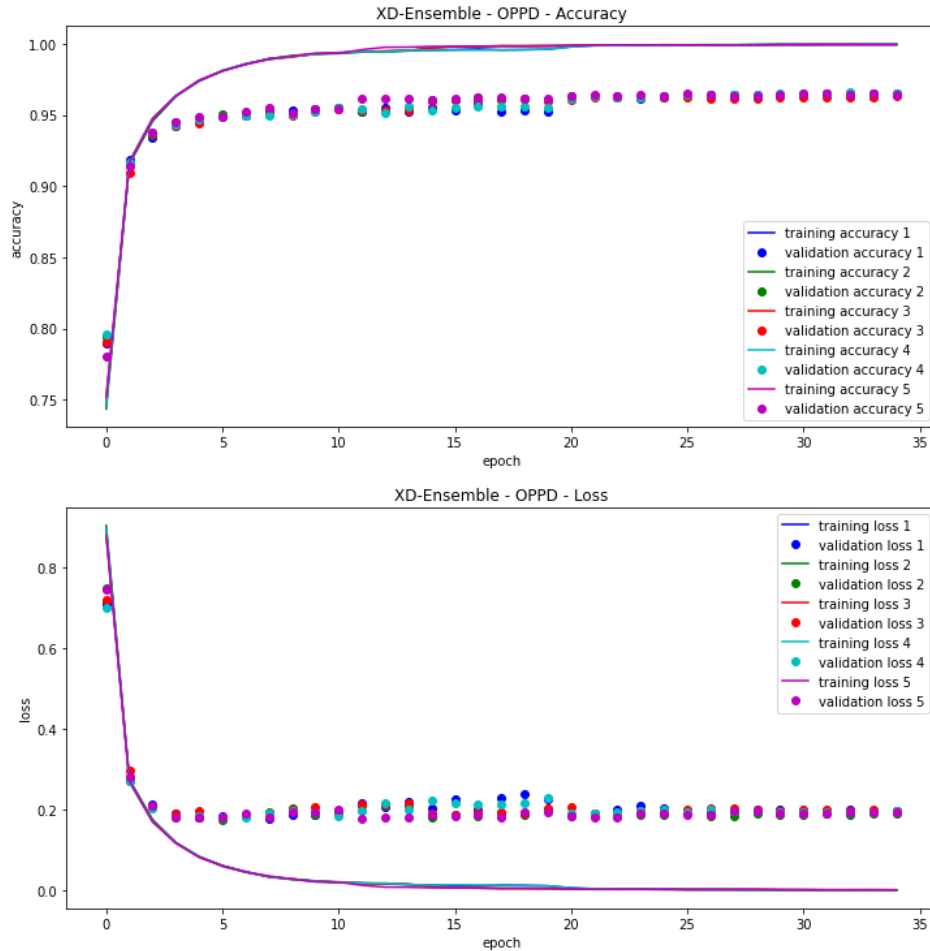 XD-Ensemble - OPPD - Accuracy
1.00
0.95
0.90
0.85
0.80
0.75
accuracy
training accuracy 1
validation accuracy 1
training accuracy 2
validation accuracy 2
training accuracy 3
validation accuracy 3
training accuracy 4
validation accuracy 4
training accuracy 5
validation accuracy 5
0 5 10 15 20 25 30 35
epoch
XD-Ensemble - OPPD - Loss
0.8
0.6
0.4
0.2
0.0
loss
training loss 1
validation loss 1
training loss 2
validation loss 2
training loss 3
validation loss 3
training loss 4
validation loss 4
training loss 5
validation loss 5
0 5 10 15 20 25 30 35
epoch